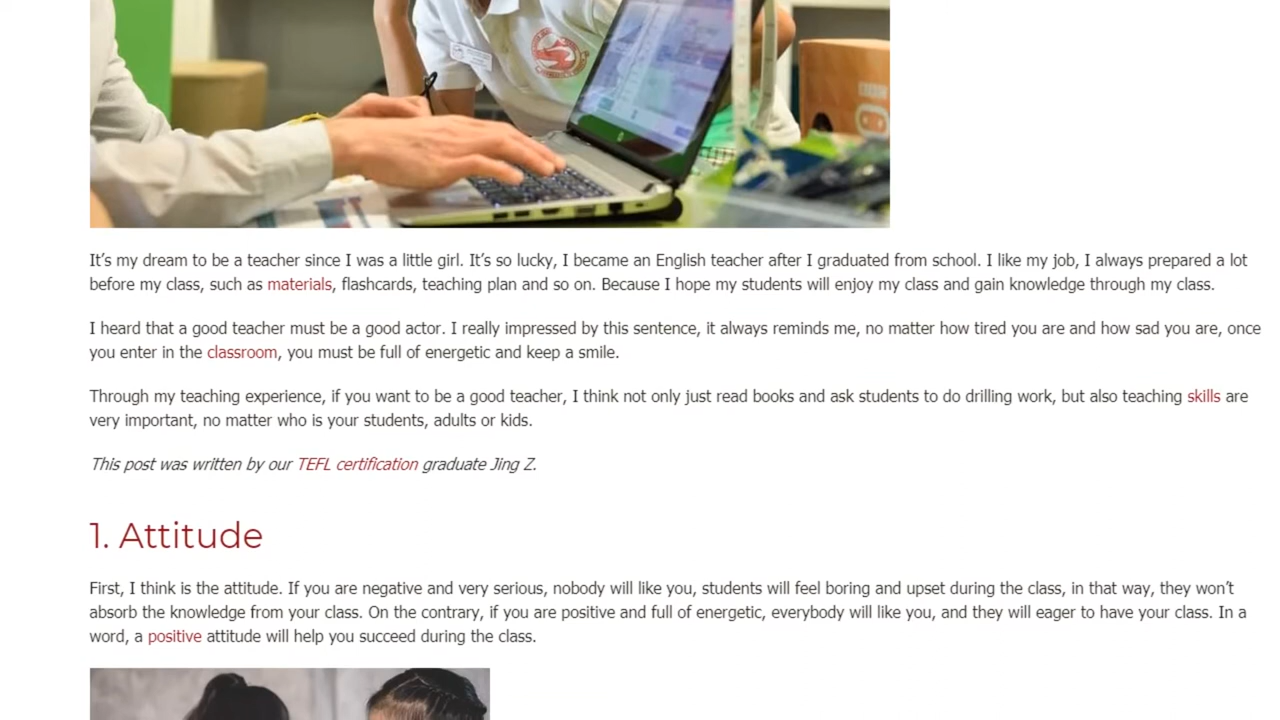 It’s my dream to be a teacher since I was a little girl. It’s so lucky, I became an English teacher after I graduated from school. I like my job, I always prepared a lot
before my class, such as materials, flashcards, teaching plan and so on. Because I hope my students will enjoy my class and gain knowledge through my class.
I heard that a good teacher must be a good actor. I really impressed by this sentence, it always reminds me, no matter how tired you are and how sad you are, once
you enter in the classroom, you must be full of energetic and keep a smile.
Through my teaching experience, if you want to be a good teacher, I think not only just read books and ask students to do drilling work, but also teaching skills are
very important, no matter who is your students, adults or kids.
This post was written by our TEFL certification graduate Jing Z.
1. Attitude
First, I think is the attitude. If you are negative and very serious, nobody will like you, students will feel boring and upset during the class, in that way, they won’t
absorb the knowledge from your class. On the contrary, if you are positive and full of energetic, everybody will like you, and they will eager to have your class. In a
word, a positive attitude will help you succeed during the class.